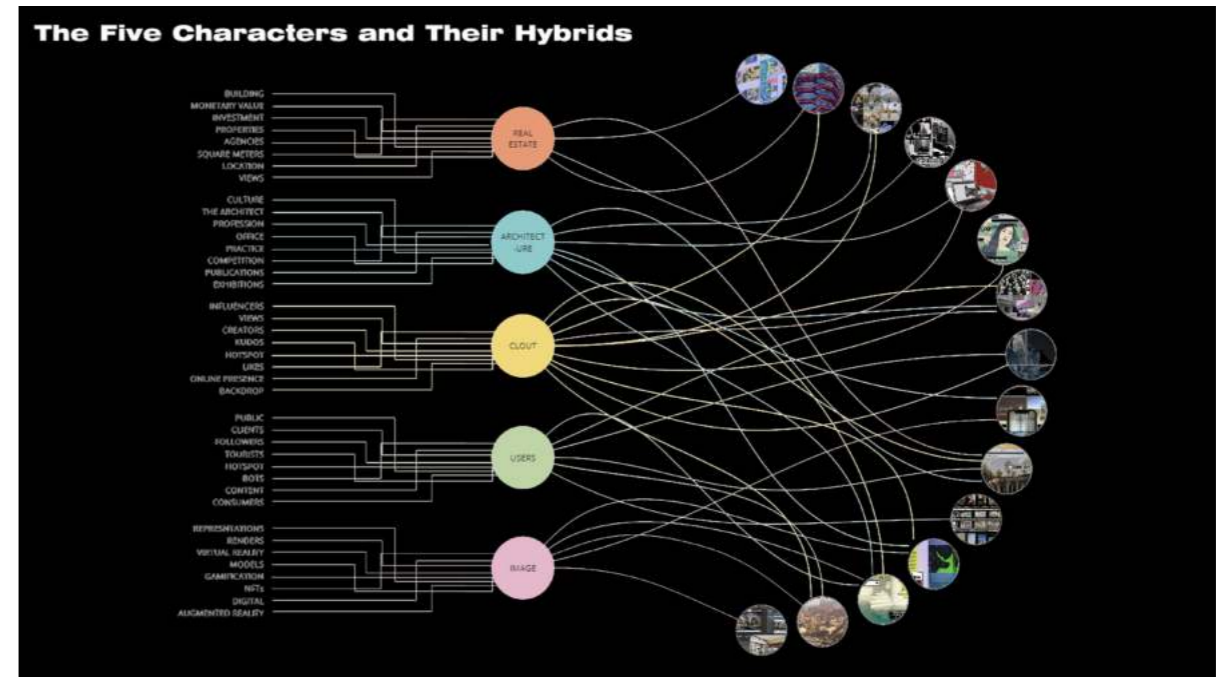 The Five Characters and Their Hybrids
BUILDING
MONETARY VALUE
INVESTMENT
PROPERTIES
AGENCIES
SQUARE METERS
LOCATION
VIEWS
REAL
ESTATE
CULTURE
THE ARCHITECT
PROFESSION
OFFICE
PRACTICE
COMPETITION
PUBLICATIONS
EXHIBITIONS
ARCHITECT
-URE
INFLUENCERS
VIEWS
CREATORS
KUDOS
HOTSPOT
LIKES
ONLINE PRESENCE
BACKDROP
CLOUT
PUBLIC
CLIENTS
FOLLOWERS
TOURISTS
HOTSPOT
BOTS
CONTENT
CONSUMERS
USERS
REPRESENTATIONS
RENDERS
VIRTUAL REALITY
MODELS
GAMIFICATION
NFTs
DIGITAL
AUGMENTED REALITY
IMAGE